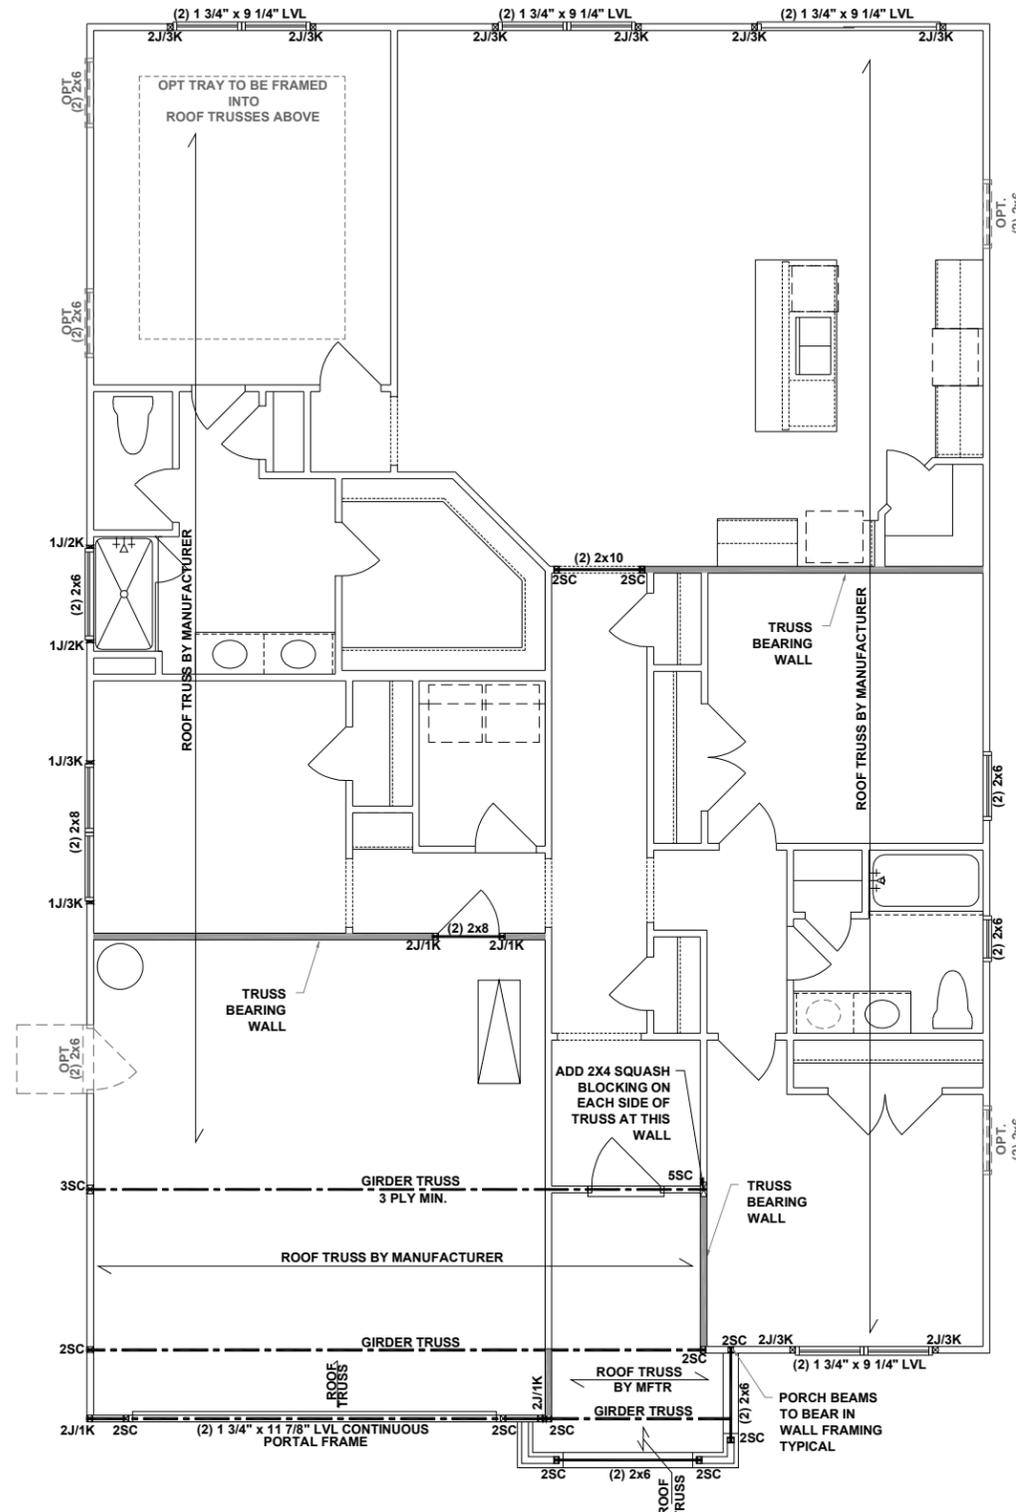 (2) 1 3/4" x 9 1/4" LVL
(2) 1 3/4" x 9 1/4" LVL
(2) 1 3/4" x 9 1/4" LVL
2J/3K
2J/3K
2J/3K
2J/3K
2J/3K
2J/3K
OPT
(2) 2x6
OPT TRAY TO BE FRAMED
INTO
ROOF TRUSSES ABOVE
OPT.
(2) 2x6
OPT
(2) 2x6
1J/2K
(2) 2x6
1J/2K
ROOF TRUSS BY MANUFACTURER
(2) 2x10
2SC
2SC
TRUSS
BEARING
WALL
ROOF TRUSS BY MANUFACTURER
1J/3K
(2) 2x8
1J/3K
(2) 2x6
(2) 2x8
2J/1K
2J/1K
(2) 2x6
TRUSS
BEARING
WALL
OPT
(2) 2x6
ADD 2X4 SQUASH
BLOCKING ON
EACH SIDE OF
TRUSS AT THIS
WALL
OPT.
(2) 2x6
3SC
GIRDER TRUSS
3 PLY MIN.
5SC
TRUSS
BEARING
WALL
ROOF TRUSS BY MANUFACTURER
2SC
GIRDER TRUSS
2SC
2SC
2J/3K
2J/3K
(2) 1 3/4" x 9 1/4" LVL
ROOF
TRUSS
ROOF TRUSS
BY MFTR
2J/1K
(2) 2x6
PORCH BEAMS
TO BEAR IN
WALL FRAMING
TYPICAL
GIRDER TRUSS
2J/1K
2SC
(2) 1 3/4" x 11 7/8" LVL CONTINUOUS
PORTAL FRAME
2SC
2SC
2SC
2SC
(2) 2x6
2SC
ROOF
TRUSS